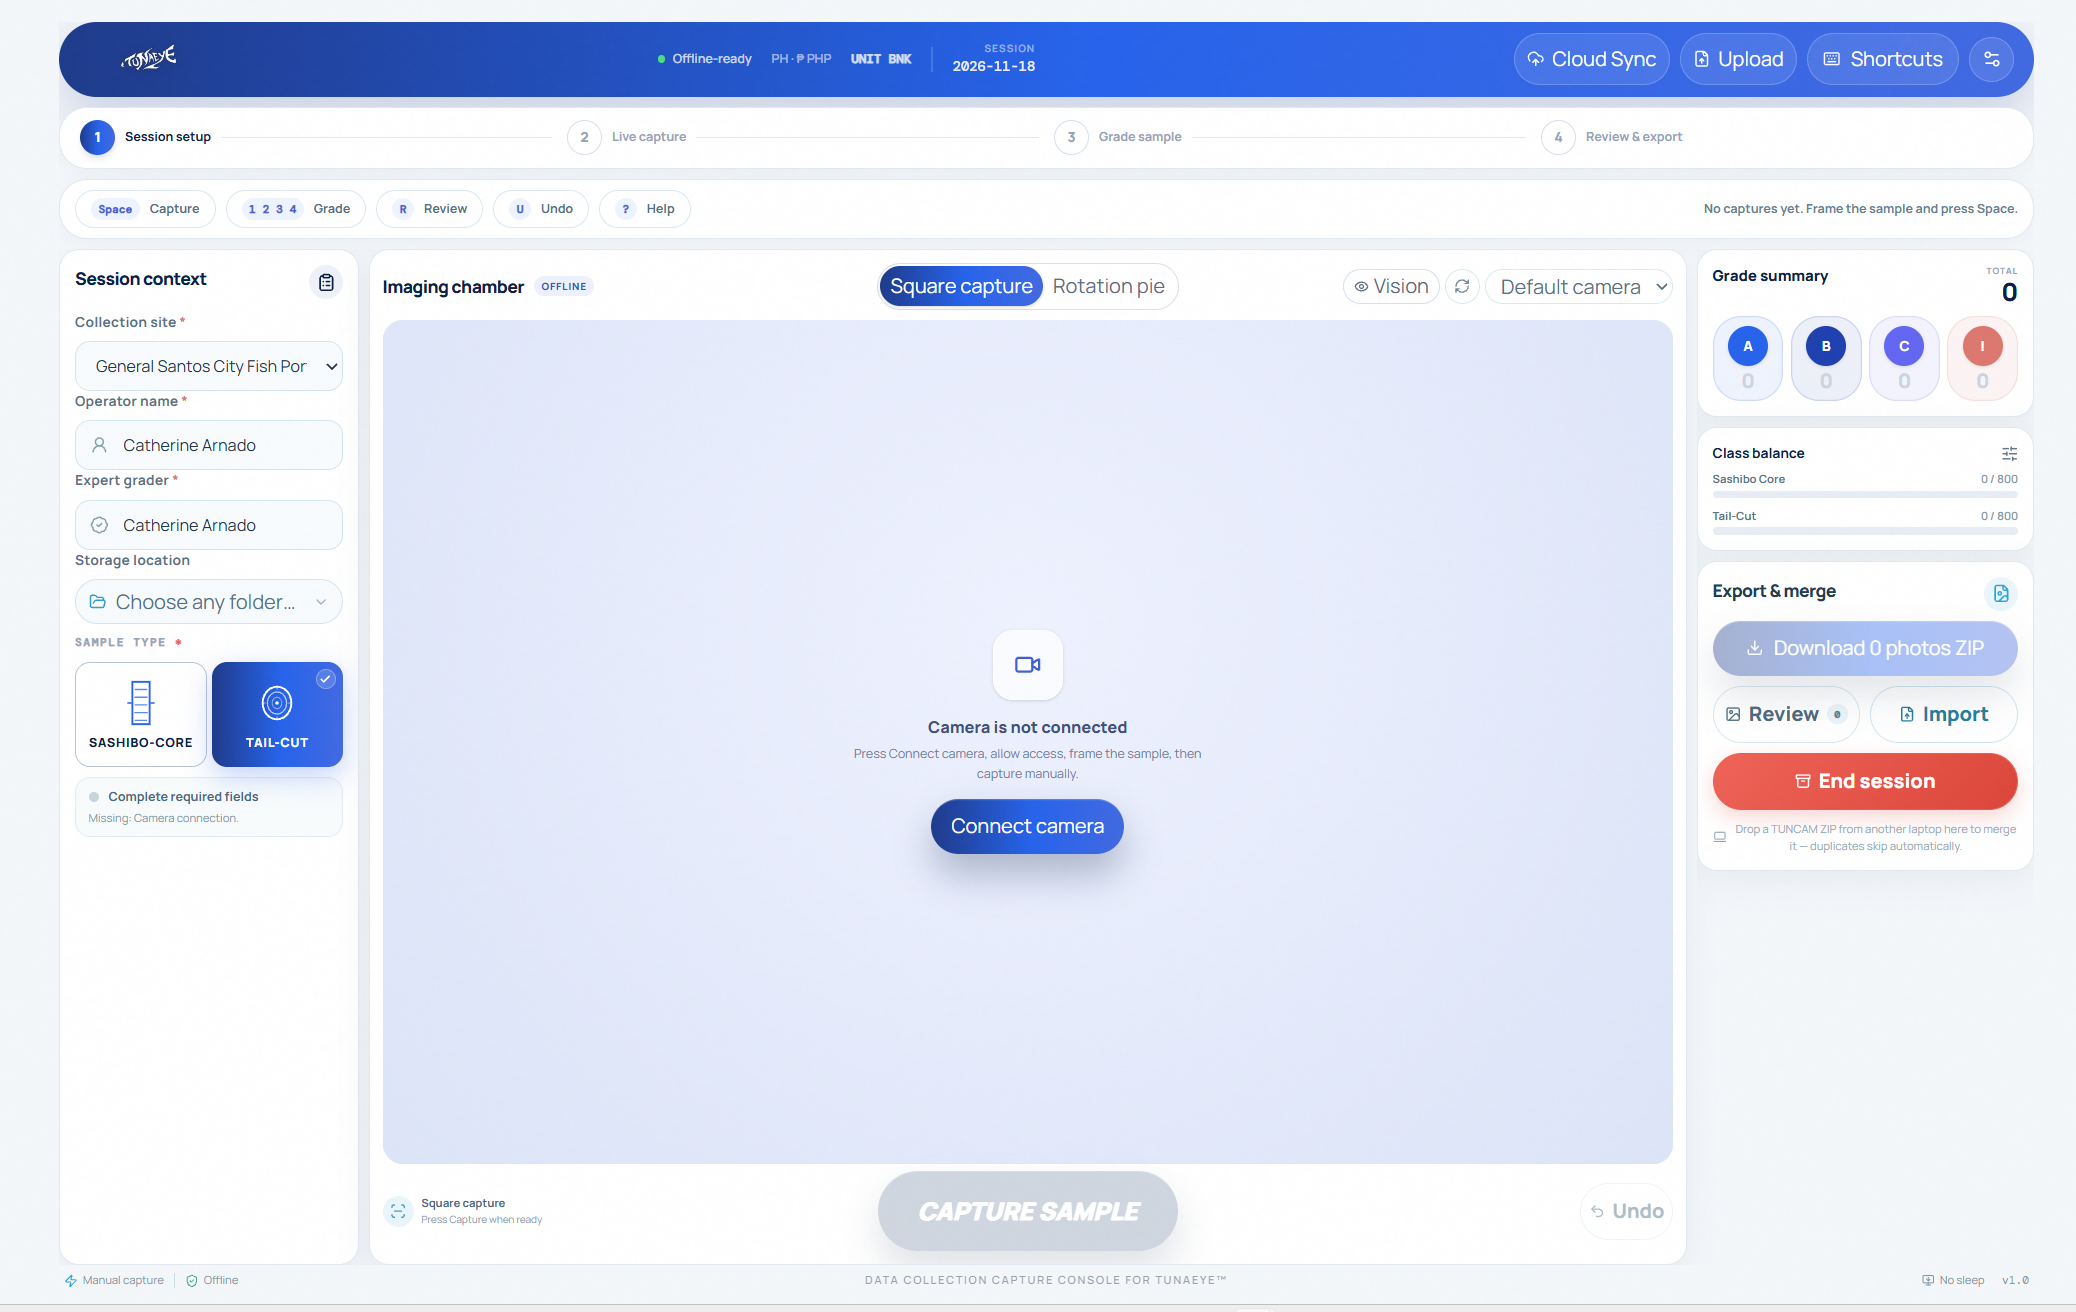 TUNAEYE
Offline-ready
PH · ₱ PHP
UNIT BNK
SESSION
2026-11-18
Cloud Sync
Upload
Shortcuts
1 Session setup
2 Live capture
3 Grade sample
4 Review & export
Space Capture
1 2 3 4 Grade
R Review
U Undo
? Help
No captures yet. Frame the sample and press Space.
Session context
Collection site *
General Santos City Fish Por
Operator name *
Catherine Arnado
Expert grader *
Catherine Arnado
Storage location
Choose any folder...
SAMPLE TYPE *
SASHIBO-CORE
TAIL-CUT
Complete required fields
Missing: Camera connection.
Imaging chamber
OFFLINE
Square capture
Rotation pie
Vision
Default camera
Camera is not connected
Press Connect camera, allow access, frame the sample, then
capture manually.
Connect camera
Square capture
Press Capture when ready
CAPTURE SAMPLE
Undo
Grade summary
TOTAL
0
A
B
C
!
0
0
0
0
Class balance
Sashibo Core
0 / 800
Tail-Cut
0 / 800
Export & merge
Download 0 photos ZIP
Review 0
Import
End session
Drop a TUNCAM ZIP from another laptop here to merge
it — duplicates skip automatically.
Manual capture
Offline
DATA COLLECTION CAPTURE CONSOLE FOR TUNAEYE™
No sleep
v1.0